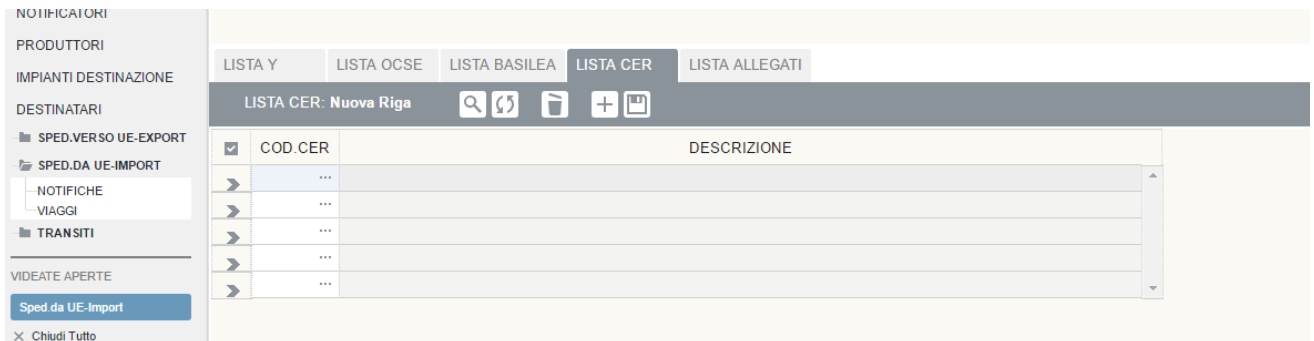 NOTIFICATORI
PRODUTTORI
IMPIANTI DESTINAZIONE
DESTINATARI
SPED.VERSO UE-EXPORT
SPED.DA UE-IMPORT
NOTIFICHE
VIAGGI
TRANSITI
VIDEATE APERTE
Sped.da UE-Import
Chiudi Tutto
LISTA Y LISTA OCSE LISTA BASILEA LISTA CER LISTA ALLEGATI
LISTA CER: Nuova Riga
COD.CER DESCRIZIONE
...
...
...
...
...